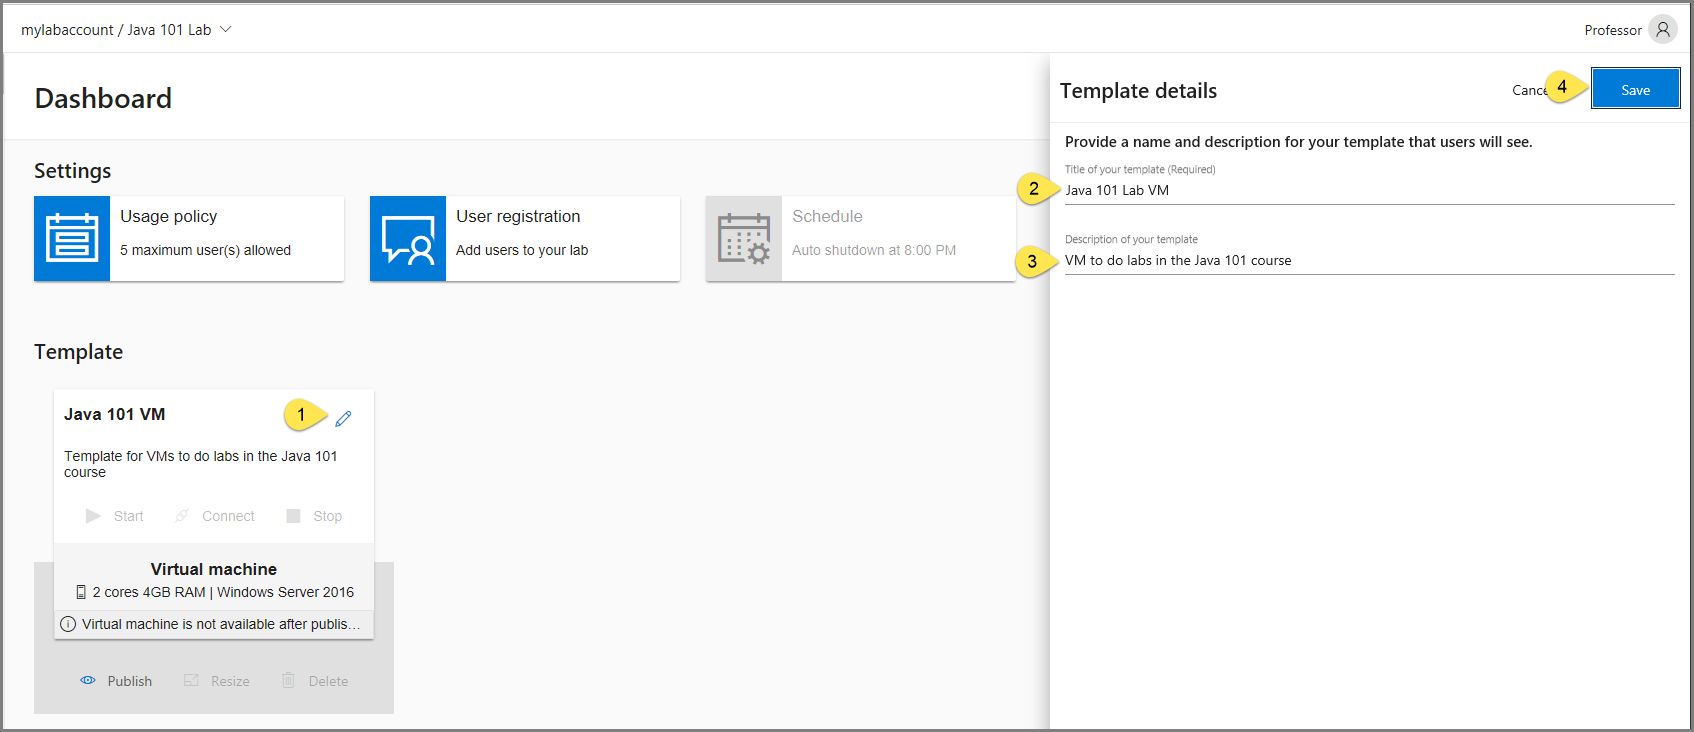 mylabaccount / Java 101 Lab
Professor
Dashboard
Settings
Usage policy
5 maximum user(s) allowed
User registration
Add users to your lab
Schedule
Auto shutdown at 8:00 PM
Template
Java 101 VM
1
Template for VMs to do labs in the Java 101
course
Start Connect Stop
Virtual machine
2 cores 4GB RAM | Windows Server 2016
Virtual machine is not available after publis...
Publish Resize Delete
Template details
Cance
4
Save
Provide a name and description for your template that users will see.
Title of your template (Required)
2
Java 101 Lab VM
Description of your template
3
VM to do labs in the Java 101 course